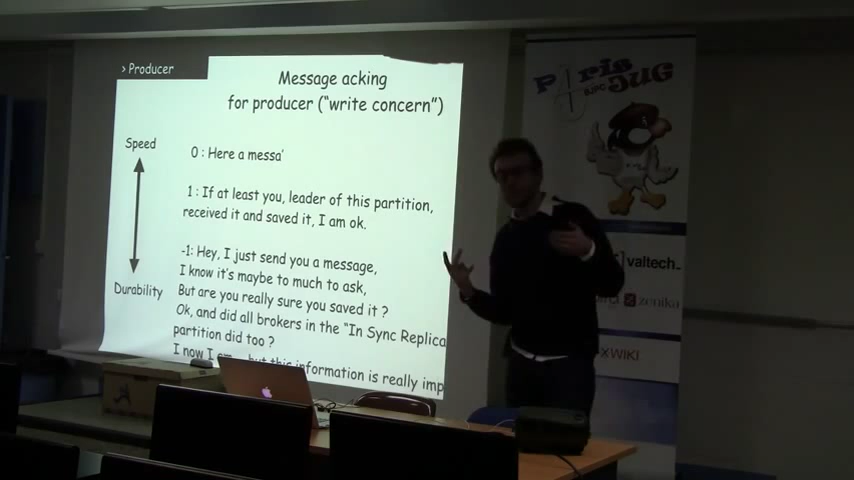 > Producer
Message acking
for producer ("write concern")
Speed
0 : Here a messa'
1 : If at least you, leader of this partition,
received it and saved it, I am ok.
-1: Hey, I just send you a message,
I know it's maybe to much to ask,
But are you really sure you saved it ?
Ok, and did all brokers in the "In Sync Replica
partition did too ?
I now I but this information is really imp
Durability
Paris
JUG
valtech_
zenika
XWIKI